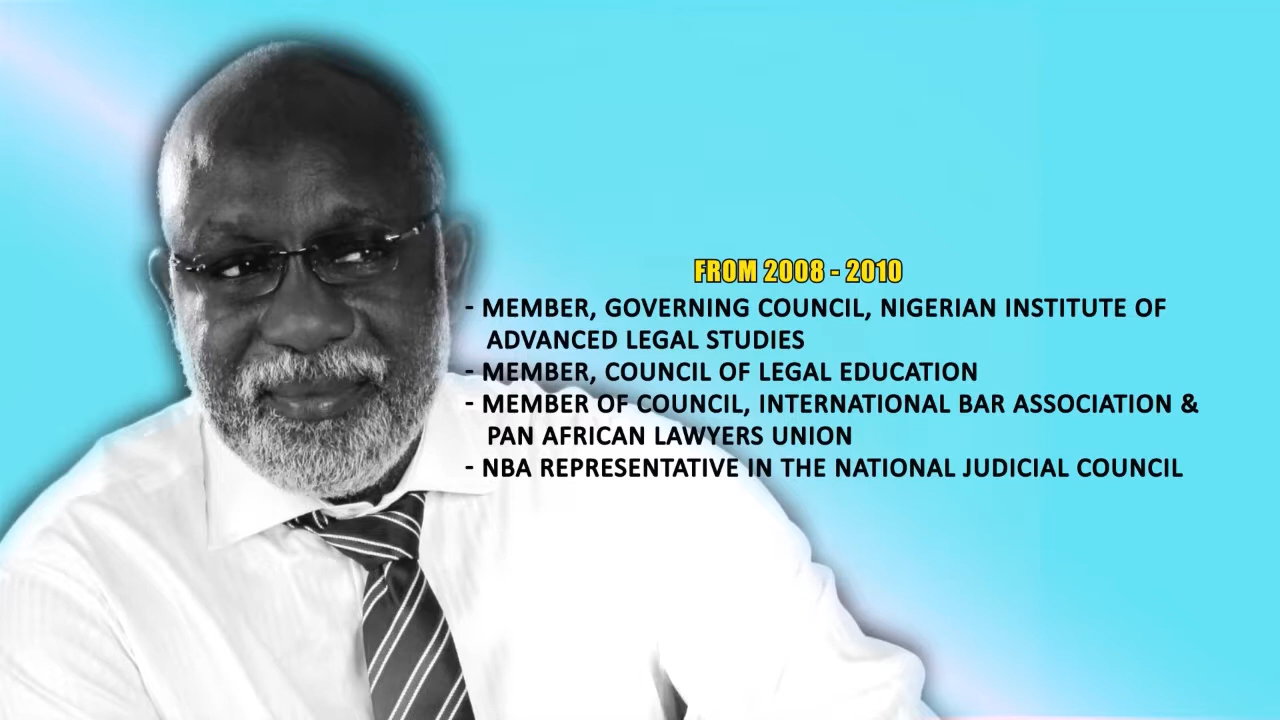 FROM 2008 - 2010
- MEMBER, GOVERNING COUNCIL, NIGERIAN INSTITUTE OF
ADVANCED LEGAL STUDIES
- MEMBER, COUNCIL OF LEGAL EDUCATION
- MEMBER OF COUNCIL, INTERNATIONAL BAR ASSOCIATION &
PAN AFRICAN LAWYERS UNION
- NBA REPRESENTATIVE IN THE NATIONAL JUDICIAL COUNCIL